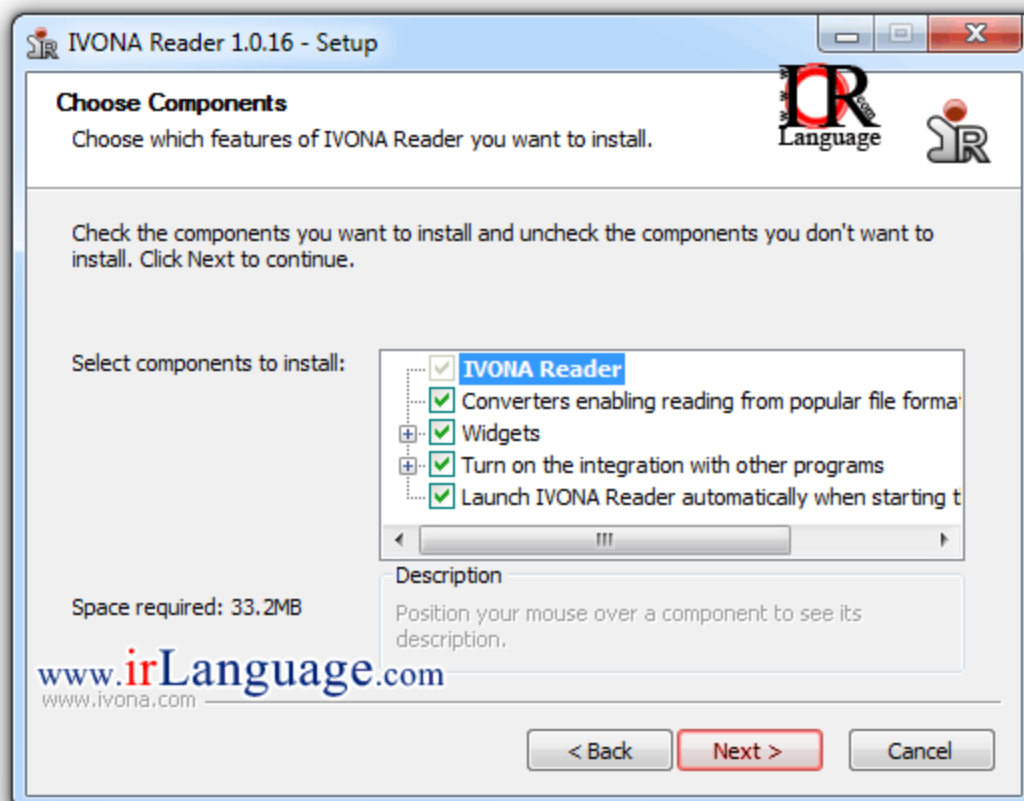 IVONA Reader 1.0.16 - Setup
Choose Components
Choose which features of IVONA Reader you want to install.
IR.com
Language
IR
Check the components you want to install and uncheck the components you don't want to
install. Click Next to continue.
Select components to install:
IVONA Reader
Converters enabling reading from popular file forma
Widgets
Turn on the integration with other programs
Launch IVONA Reader automatically when starting t
Description
Position your mouse over a component to see its
description.
Space required: 33.2MB
www.irLanguage.com
www.ivona.com
< Back
Next >
Cancel